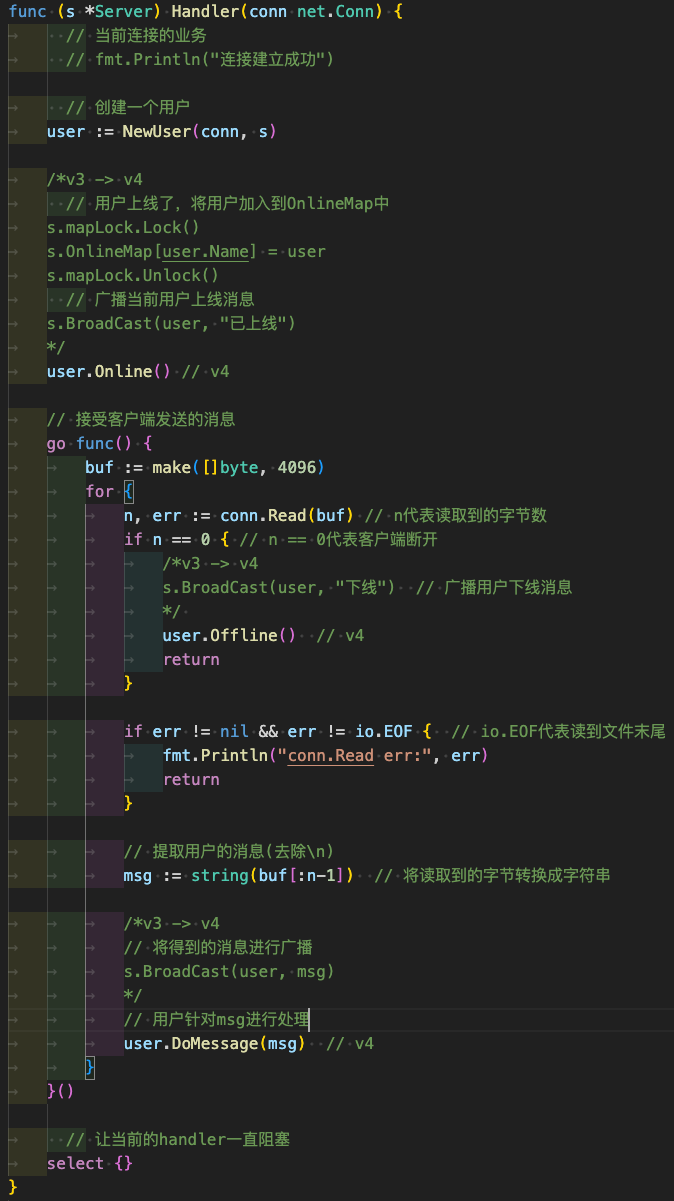 func (s *Server) Handler(conn net.Conn) {
// 当前连接的业务
// fmt.Println("连接建立成功")
// 创建一个用户
user := NewUser(conn, s)
/*v3 -> v4
// 用户上线了，将用户加入到OnlineMap中
s.mapLock.Lock()
s.OnlineMap[user.Name] = user
s.mapLock.Unlock()
// 广播当前用户上线消息
s.BroadCast(user, "已上线")
*/
user.Online() // v4
// 接受客户端发送的消息
go func() {
buf := make([]byte, 4096)
for {
n, err := conn.Read(buf) // n代表读取到的字节数
if n == 0 { // n == 0代表客户端断开
/*v3 -> v4
s.BroadCast(user, "下线")  // 广播用户下线消息
*/
user.Offline()  // v4
return
}
if err != nil && err != io.EOF {  // io.EOF代表读到文件末尾
fmt.Println("conn.Read err:", err)
return
}
// 提取用户的消息(去除\n)
msg := string(buf[:n-1])  // 将读取到的字节转换成字符串
/*v3 -> v4
// 将得到的消息进行广播
s.BroadCast(user, msg)
*/
// 用户针对msg进行处理
user.DoMessage(msg)  // v4
}
}()
// 让当前的handler一直阻塞
select {}
}